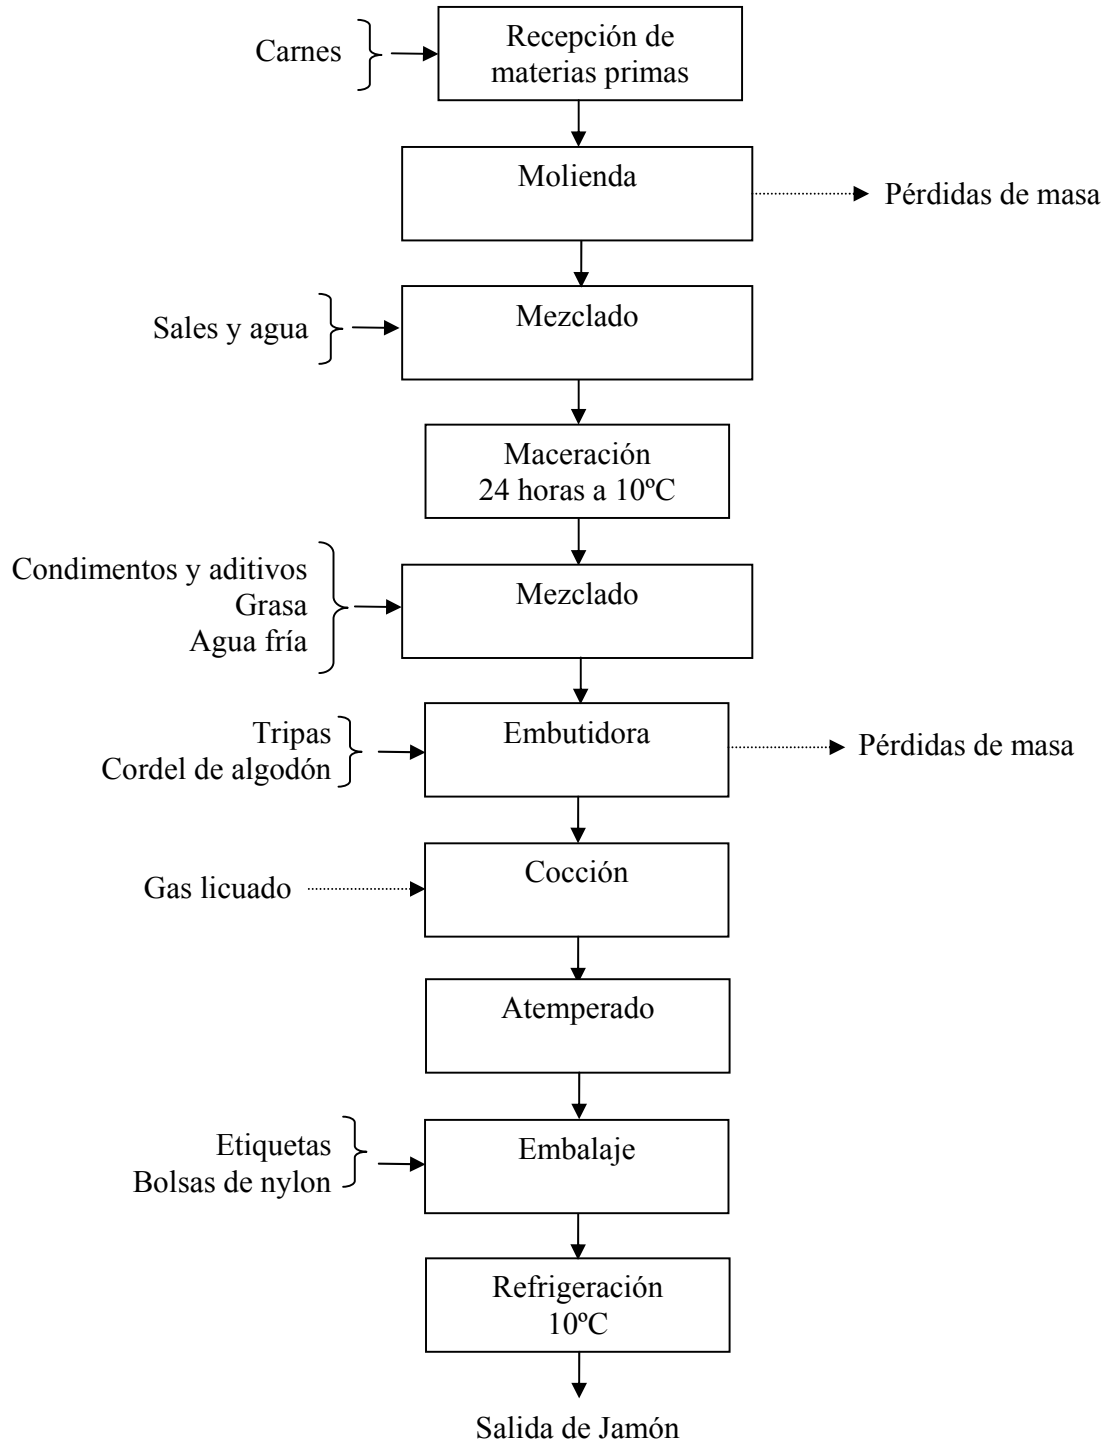 Carnes
Recepción de
materias primas
Molienda
Pérdidas de masa
Sales y agua
Mezclado
Maceración
24 horas a 10ºC
Condimentos y aditivos
Grasa
Agua fría
Mezclado
Tripas
Cordel de algodón
Embutidora
Pérdidas de masa
Gas licuado
Cocción
Atemperado
Etiquetas
Bolsas de nylon
Embalaje
Refrigeración
10ºC
Salida de Jamón